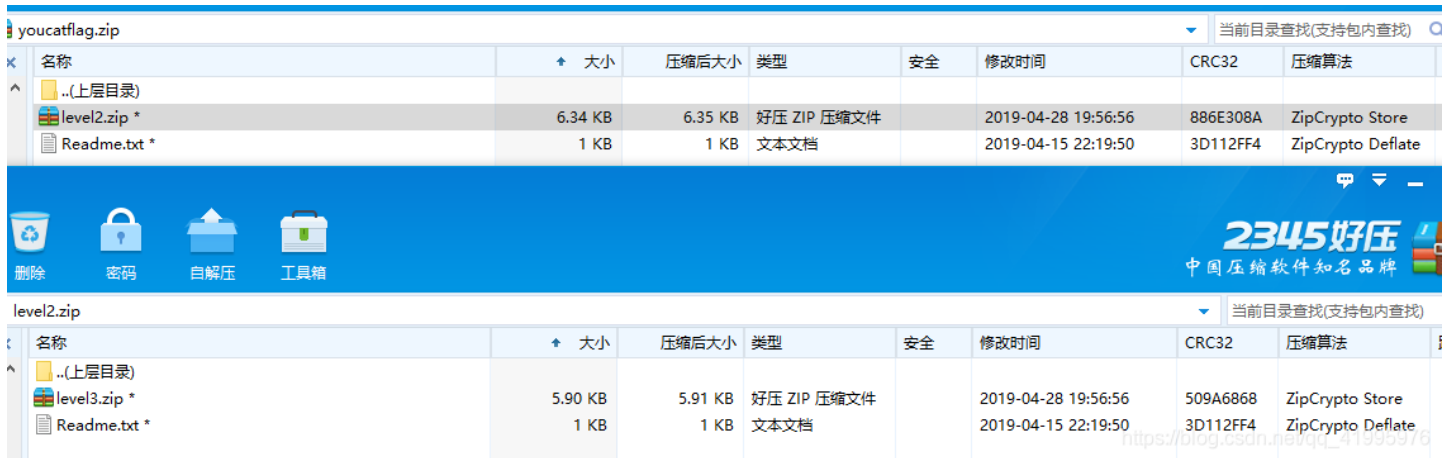 youcatflag.zip 当前目录查找(支持包内查找)
名称 大小 压缩后大小 类型 安全 修改时间 CRC32 压缩算法
..(上层目录)
level2.zip * 6.34 KB 6.35 KB 好压 ZIP 压缩文件 2019-04-28 19:56:56 886E308A ZipCrypto Store
Readme.txt * 1 KB 1 KB 文本文档 2019-04-15 22:19:50 3D112FF4 ZipCrypto Deflate
2345好压
中国压缩软件知名品牌
删除 密码 自解压 工具箱
level2.zip 当前目录查找(支持包内查找)
名称 大小 压缩后大小 类型 安全 修改时间 CRC32 压缩算法
..(上层目录)
level3.zip * 5.90 KB 5.91 KB 好压 ZIP 压缩文件 2019-04-28 19:56:56 509A6868 ZipCrypto Store
Readme.txt * 1 KB 1 KB 文本文档 2019-04-15 22:19:50 3D112FF4 ZipCrypto Deflate
https://blog.csdn.net/qq_41995976